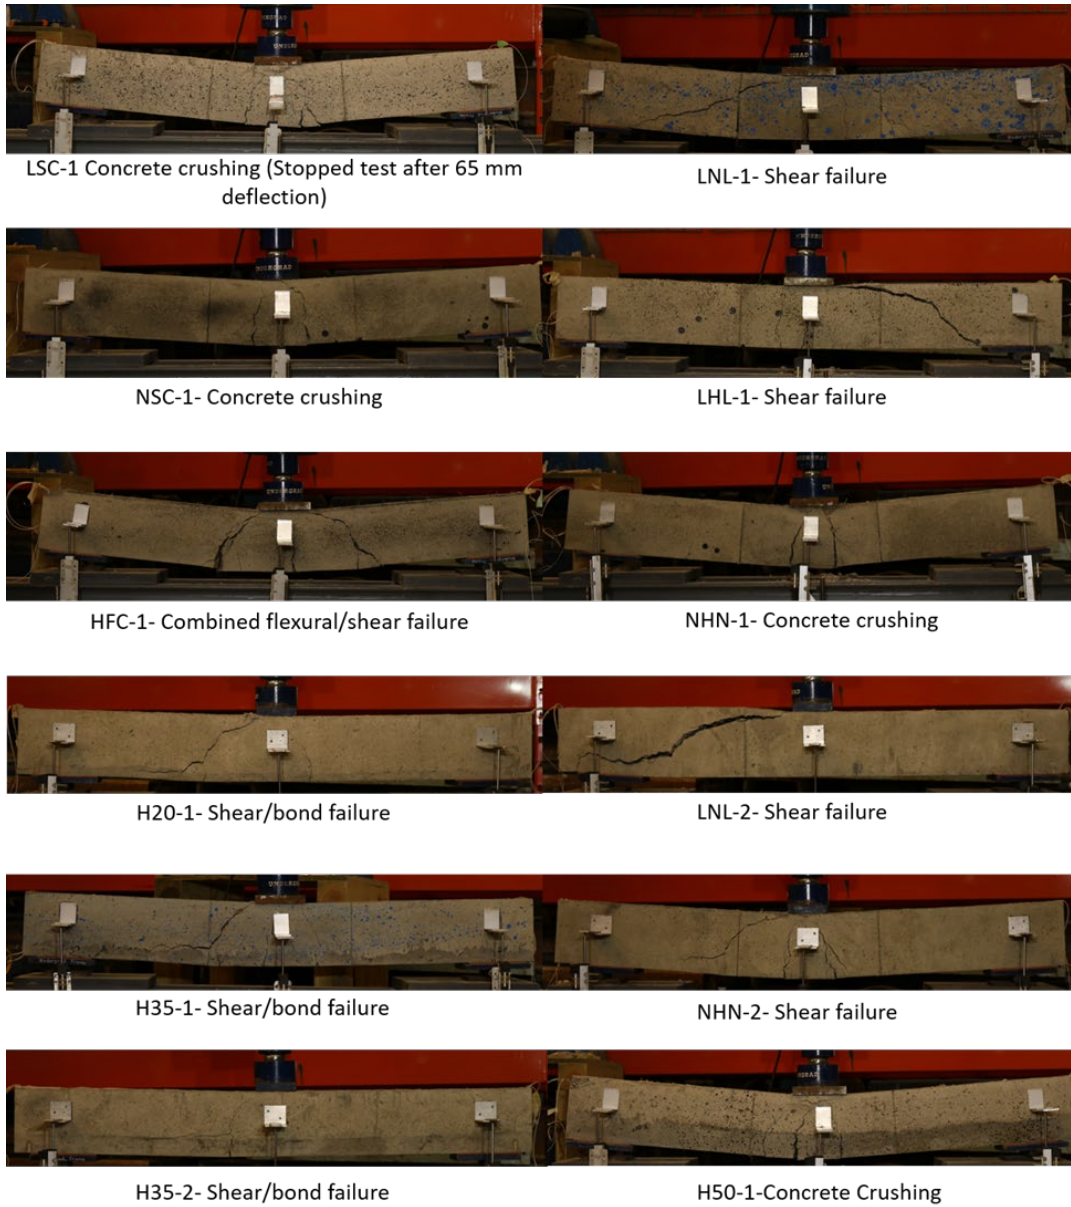 LSC-1 Concrete crushing (Stopped test after 65 mm
deflection)
LNL-1- Shear failure
NSC-1- Concrete crushing
LHL-1- Shear failure
HFC-1- Combined flexural/shear failure
NHN-1- Concrete crushing
H20-1- Shear/bond failure
LNL-2- Shear failure
H35-1- Shear/bond failure
NHN-2- Shear failure
H35-2- Shear/bond failure
H50-1-Concrete Crushing